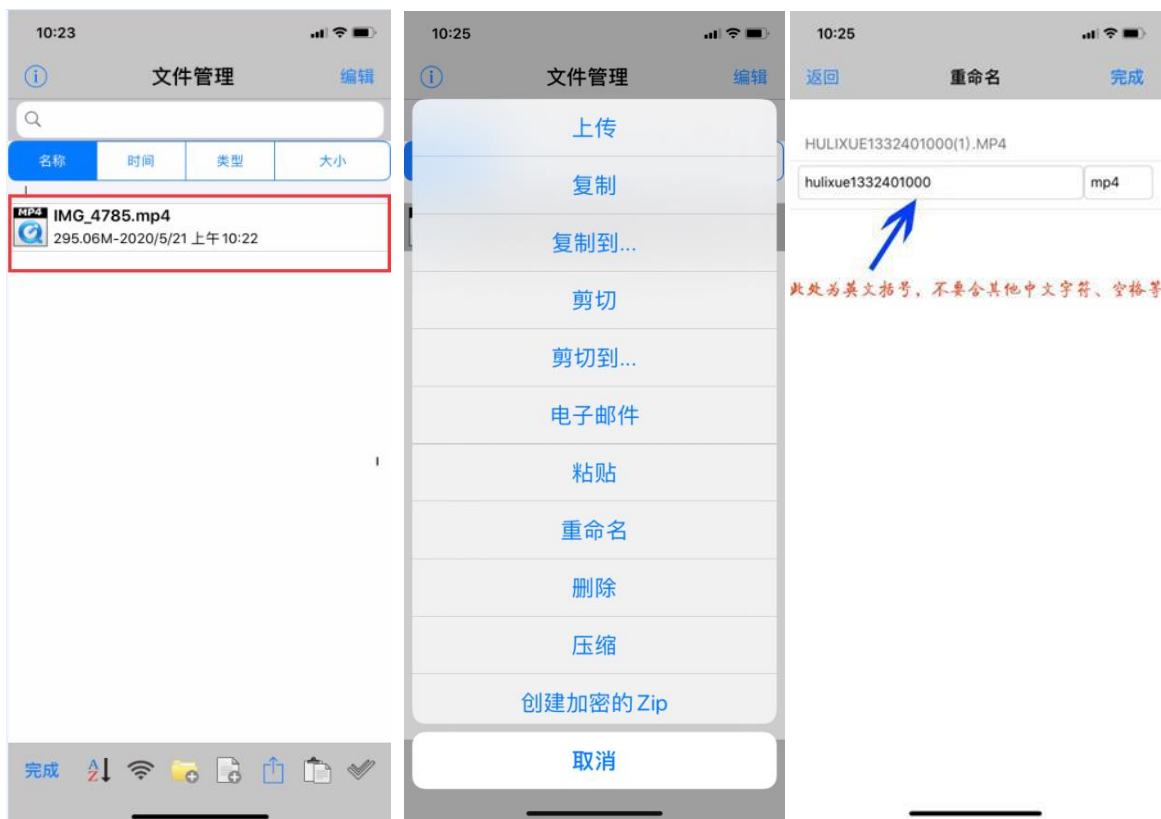 10:23
文件管理
编辑
名称
时间
类型
大小
MP4
IMG_4785.mp4
295.06M-2020/5/21 上午10:22
完成
10:25
文件管理
编辑
上传
复制
复制到...
剪切
剪切到...
电子邮件
粘贴
重命名
删除
压缩
创建加密的 Zip
取消
10:25
返回
重命名
完成
HULIXUE1332401000(1).MP4
hulixue1332401000
mp4
此处为英文括号，不要含其他中文字符、空格等